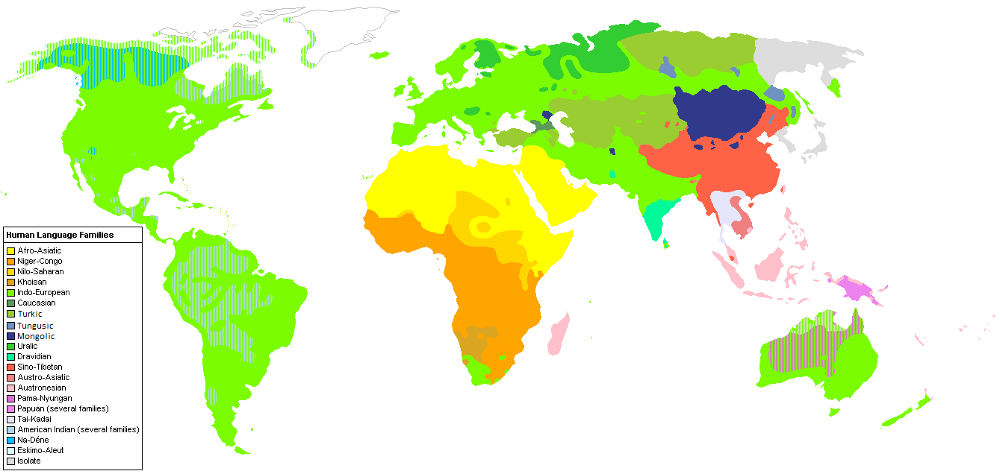 Human Language Families
Afro-Asiatic
Niger-Congo
Nilo-Saharan
Khoisan
Indo-European
Caucasian
Turkic
Tungusic
Mongolic
Uralic
Dravidian
Sino-Tibetan
Austro-Asiatic
Austronesian
Pama-Nyungan
Papuan (several families)
Tai-Kadai
American Indian (several families)
Na-Déne
Eskimo-Aleut
Isolate